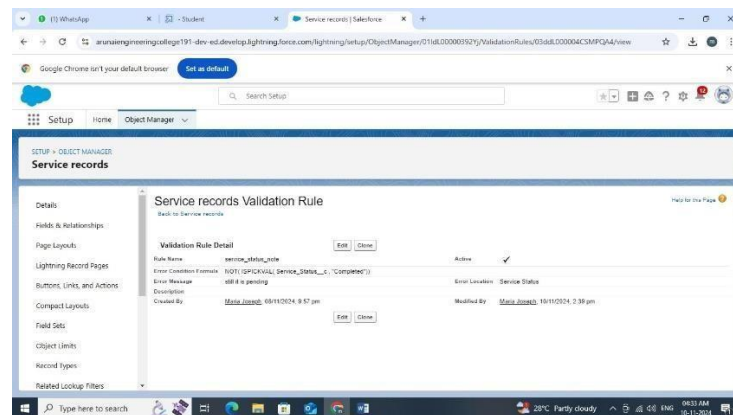 (1) WhatsApp
- Student
Service records | Salesforce
arunaiengineeringcollege191-dev-ed.develop.lightning.force.com/lightning/setup/ObjectManager/01IdL00000392Yj/ValidationRules/03ddL000004CSMPQA4/view
Google Chrome isn't your default browser
Set as default
Search Setup
Setup
Home
Object Manager
SETUP > OBJECT MANAGER
Service records
Details
Fields & Relationships
Page Layouts
Lightning Record Pages
Buttons, Links, and Actions
Compact Layouts
Field Sets
Object Limits
Record Types
Related Lookup Filters
Service records Validation Rule
Back to Service records
Help for this Page
Validation Rule Detail
Edit Clone
Rule Name service_status_note Active
Error Condition Formula NOT( ISPICKVAL( Service_Status__c , "Completed"))
Error Message still it is pending Error Location Service Status
Description
Created By Maria Joseph, 08/11/2024, 9:57 pm Modified By Maria Joseph, 10/11/2024, 2:39 pm
Edit Clone
Type here to search
28°C Partly cloudy
ENG
08:33 AM
10-11-2024